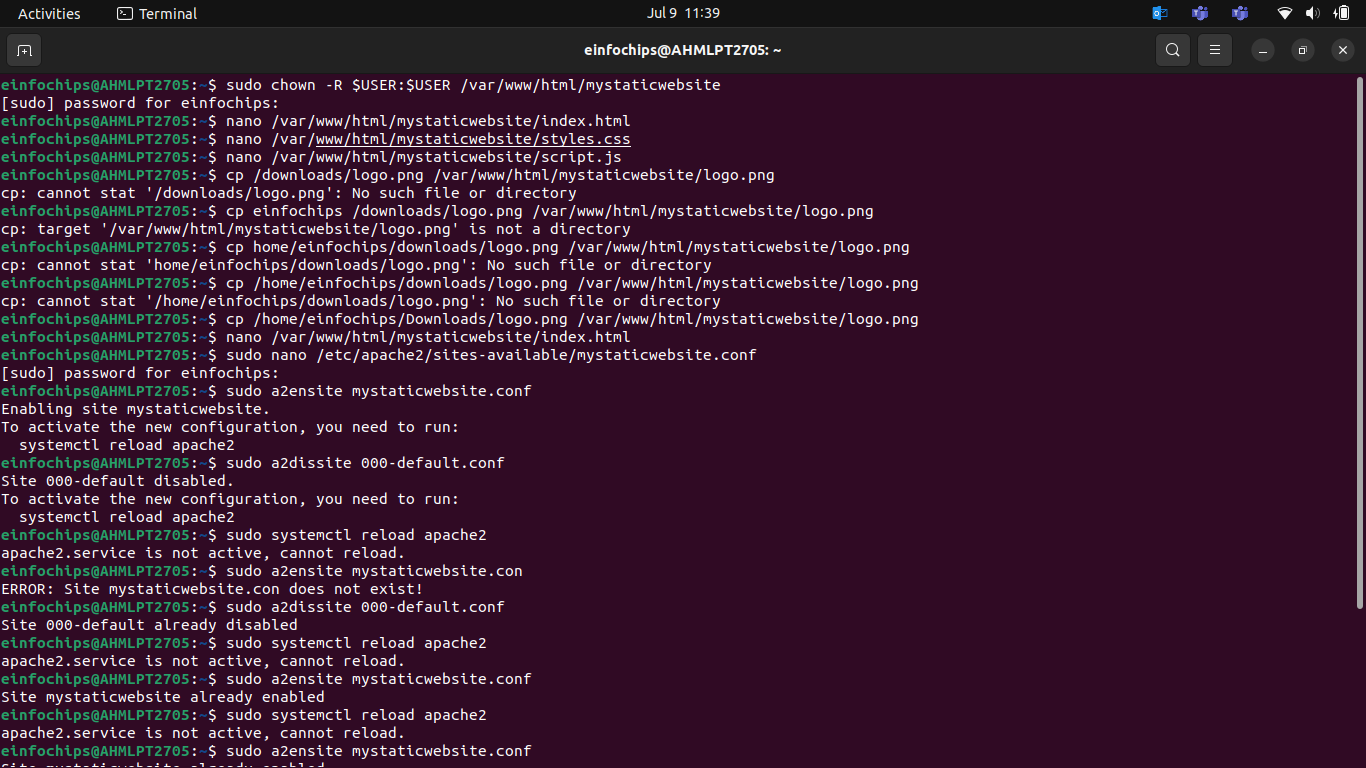 Activities
Terminal
Jul 9 11:39
einfochips@AHMLPT2705: ~
einfochips@AHMLPT2705:~$ sudo chown -R $USER:$USER /var/www/html/mystaticwebsite
[sudo] password for einfochips:
einfochips@AHMLPT2705:~$ nano /var/www/html/mystaticwebsite/index.html
einfochips@AHMLPT2705:~$ nano /var/www/html/mystaticwebsite/styles.css
einfochips@AHMLPT2705:~$ nano /var/www/html/mystaticwebsite/script.js
einfochips@AHMLPT2705:~$ cp /downloads/logo.png /var/www/html/mystaticwebsite/logo.png
cp: cannot stat '/downloads/logo.png': No such file or directory
einfochips@AHMLPT2705:~$ cp einfochips /downloads/logo.png /var/www/html/mystaticwebsite/logo.png
cp: target '/var/www/html/mystaticwebsite/logo.png' is not a directory
einfochips@AHMLPT2705:~$ cp home/einfochips/downloads/logo.png /var/www/html/mystaticwebsite/logo.png
cp: cannot stat 'home/einfochips/downloads/logo.png': No such file or directory
einfochips@AHMLPT2705:~$ cp /home/einfochips/downloads/logo.png /var/www/html/mystaticwebsite/logo.png
cp: cannot stat '/home/einfochips/downloads/logo.png': No such file or directory
einfochips@AHMLPT2705:~$ cp /home/einfochips/Downloads/logo.png /var/www/html/mystaticwebsite/logo.png
einfochips@AHMLPT2705:~$ nano /var/www/html/mystaticwebsite/index.html
einfochips@AHMLPT2705:~$ sudo nano /etc/apache2/sites-available/mystaticwebsite.conf
[sudo] password for einfochips:
einfochips@AHMLPT2705:~$ sudo a2ensite mystaticwebsite.conf
Enabling site mystaticwebsite.
To activate the new configuration, you need to run:
  systemctl reload apache2
einfochips@AHMLPT2705:~$ sudo a2dissite 000-default.conf
Site 000-default disabled.
To activate the new configuration, you need to run:
  systemctl reload apache2
einfochips@AHMLPT2705:~$ sudo systemctl reload apache2
apache2.service is not active, cannot reload.
einfochips@AHMLPT2705:~$ sudo a2ensite mystaticwebsite.con
ERROR: Site mystaticwebsite.con does not exist!
einfochips@AHMLPT2705:~$ sudo a2dissite 000-default.conf
Site 000-default already disabled
einfochips@AHMLPT2705:~$ sudo systemctl reload apache2
apache2.service is not active, cannot reload.
einfochips@AHMLPT2705:~$ sudo a2ensite mystaticwebsite.conf
Site mystaticwebsite already enabled
einfochips@AHMLPT2705:~$ sudo systemctl reload apache2
apache2.service is not active, cannot reload.
einfochips@AHMLPT2705:~$ sudo a2ensite mystaticwebsite.conf
Site mystaticwebsite already enabled